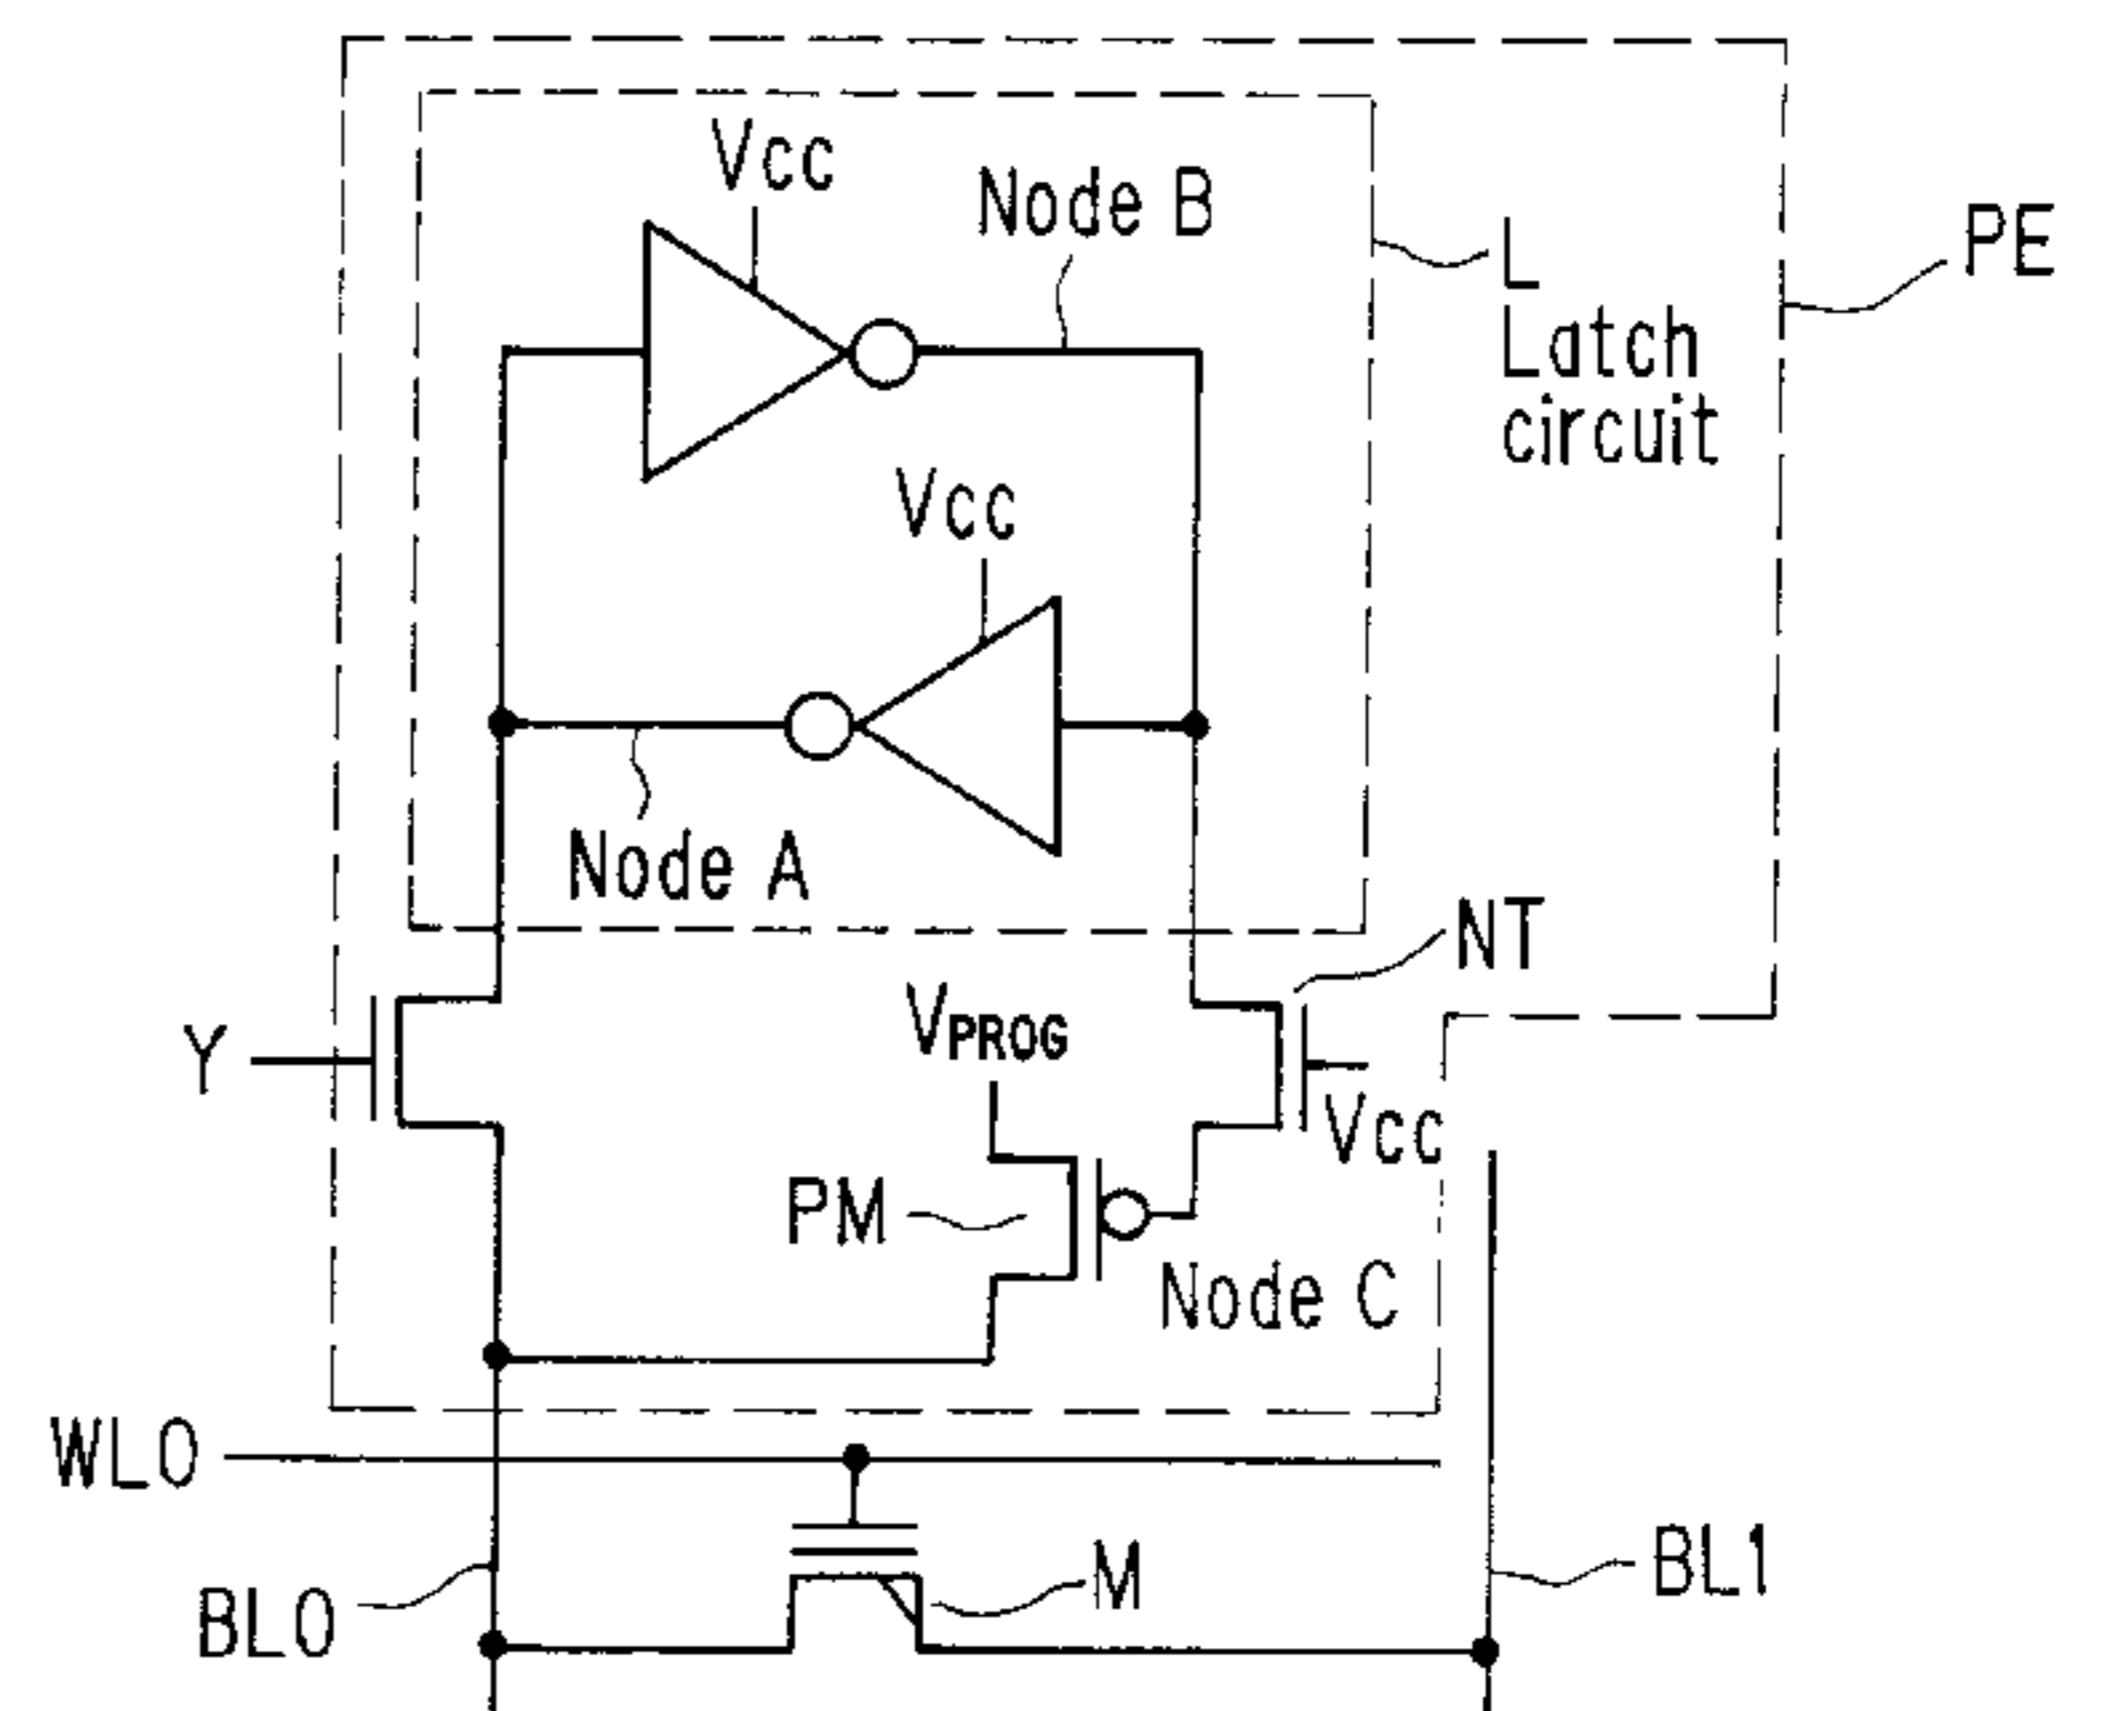 Vcc
Node B
L
Latch
circuit
PE
Vcc
Node A
NT
Y
VPROG
Vcc
PM
Node C
WL0
BL0
M
BL1